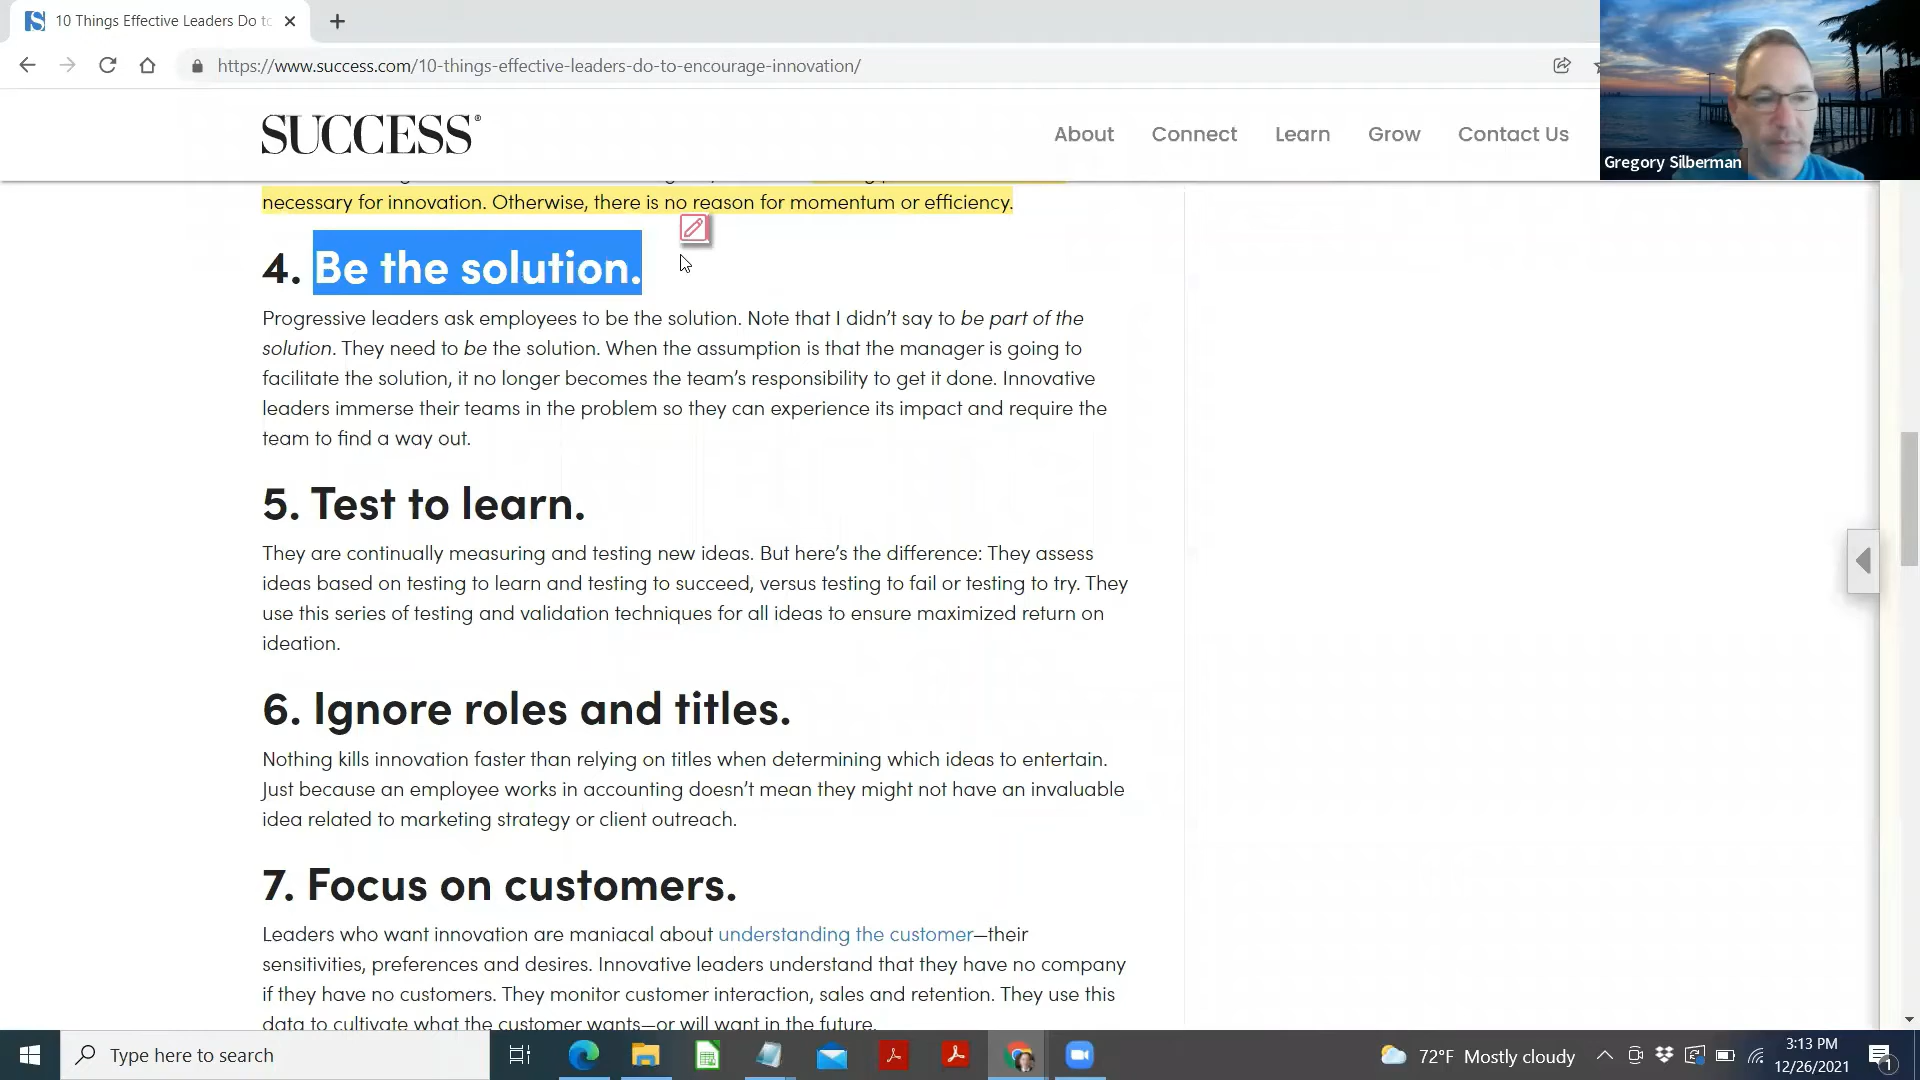 10 Things Effective Leaders Do to
https://www.success.com/10-things-effective-leaders-do-to-encourage-innovation/
SUCCESS®
About
Connect
Learn
Grow
Contact Us
Gregory Silberman
necessary for innovation. Otherwise, there is no reason for momentum or efficiency.
4. Be the solution.
Progressive leaders ask employees to be the solution. Note that I didn’t say to be part of the
solution. They need to be the solution. When the assumption is that the manager is going to
facilitate the solution, it no longer becomes the team’s responsibility to get it done. Innovative
leaders immerse their teams in the problem so they can experience its impact and require the
team to find a way out.
5. Test to learn.
They are continually measuring and testing new ideas. But here’s the difference: They assess
ideas based on testing to learn and testing to succeed, versus testing to fail or testing to try. They
use this series of testing and validation techniques for all ideas to ensure maximized return on
ideation.
6. Ignore roles and titles.
Nothing kills innovation faster than relying on titles when determining which ideas to entertain.
Just because an employee works in accounting doesn’t mean they might not have an invaluable
idea related to marketing strategy or client outreach.
7. Focus on customers.
Leaders who want innovation are maniacal about understanding the customer—their
sensitivities, preferences and desires. Innovative leaders understand that they have no company
if they have no customers. They monitor customer interaction, sales and retention. They use this
data to cultivate what the customer wants—or will want in the future.
Type here to search
72°F Mostly cloudy
3:13 PM
12/26/2021
1